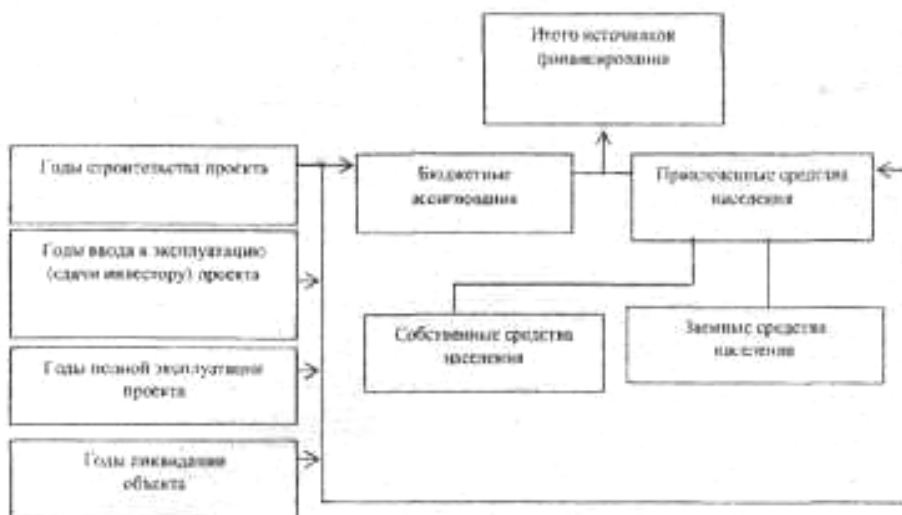 Итого источников
финансирования
Годы строительства проекта
Бюджетные
ассигнования
Привлеченные средства
населения
Годы ввода в эксплуатацию
(сдачи инвестору) проекта
Собственные средства
населения
Заемные средства
населения
Годы полной эксплуатации
проекта
Годы ликвидации
объекта